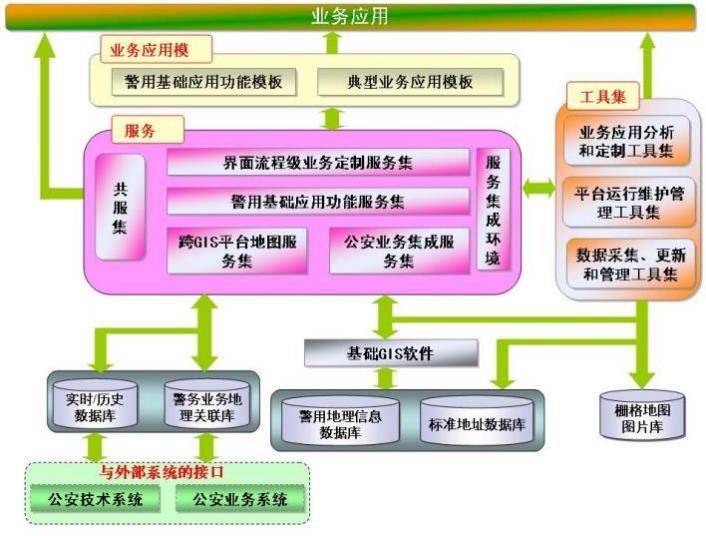 业务应用
业务应用模
警用基础应用功能模板
典型业务应用模板
工具集
业务应用分析
和定制工具集
平台运行维护管
理工具集
数据采集、更新
和管理工具集
服务
共
服
集
界面流程级业务定制服务集
警用基础应用功能服务集
跨GIS平台地图服
务集
公安业务集成服
务集
服
务
集
成
环
境
基础GIS软件
实时/历史
数据库
警务业务地
理关联库
警用地理信息
数据库
标准地址数据库
栅格地图
图片库
与外部系统的接口
公安技术系统
公安业务系统